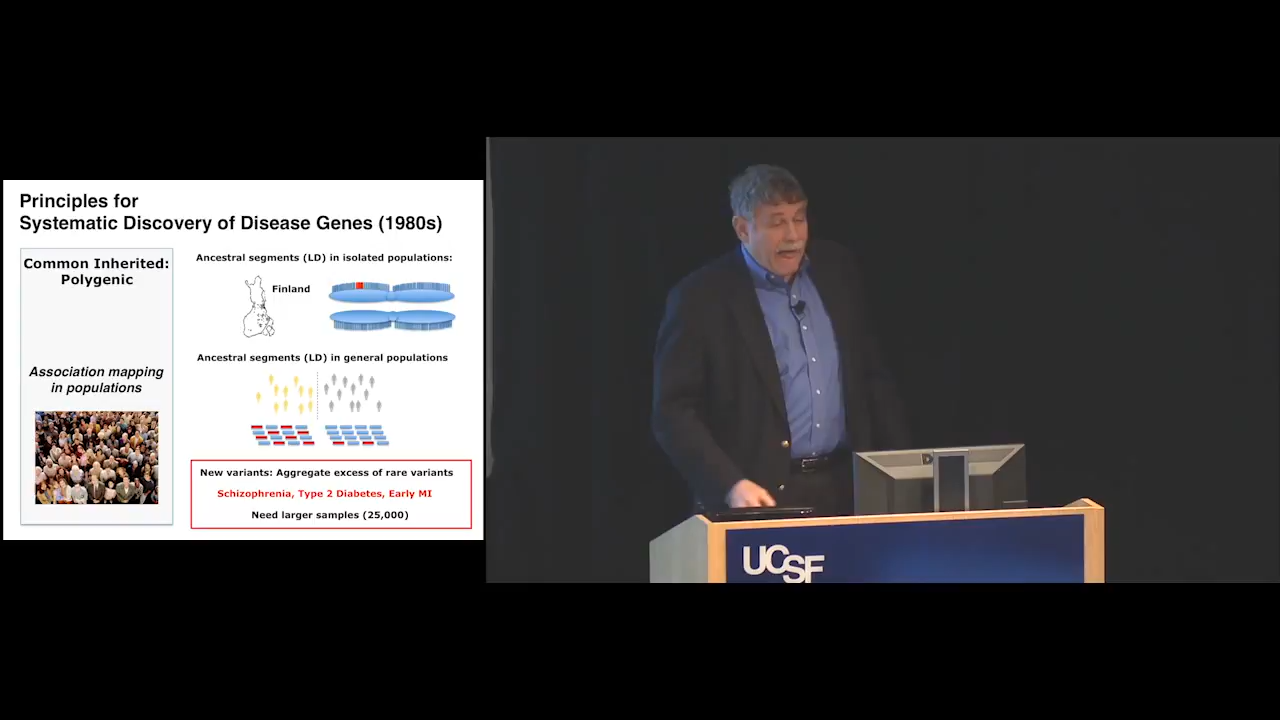 Principles for
Systematic Discovery of Disease Genes (1980s)
Common Inherited:
Polygenic
Association mapping
in populations
Ancestral segments (LD) in isolated populations:
Finland
Ancestral segments (LD) in general populations
New variants: Aggregate excess of rare variants
Schizophrenia, Type 2 Diabetes, Early MI
Need larger samples (25,000)
UCSF